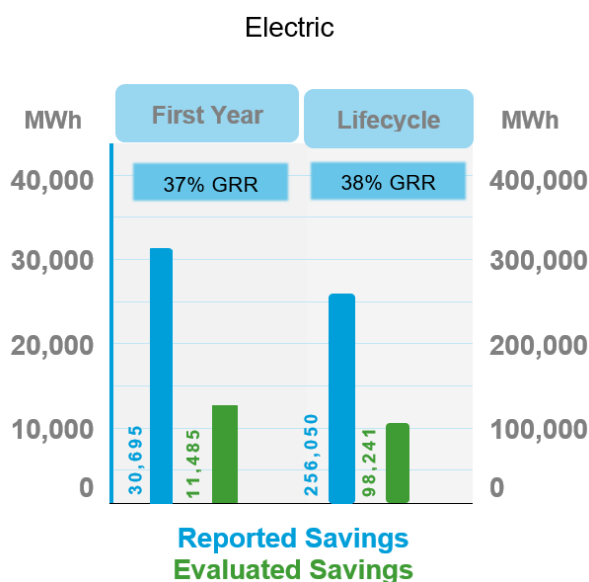 Electric
MWh
First Year
Lifecycle
MWh
40,000
37% GRR
38% GRR
400,000
30,000
300,000
20,000
200,000
10,000
100,000
0
0
30,695
11,485
256,050
98,241
Reported Savings
Evaluated Savings